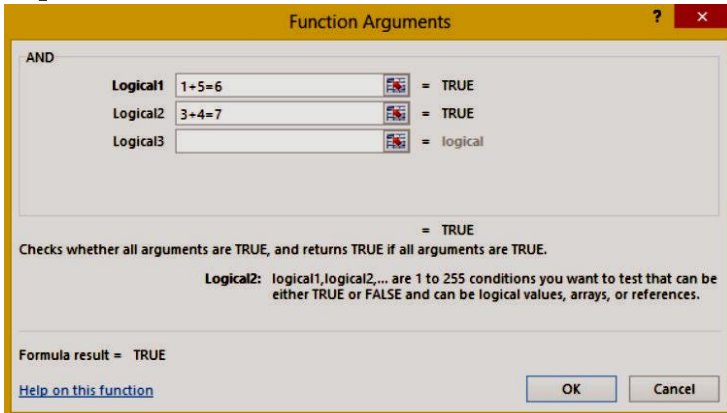 Function Arguments ? ×
AND
Logical1 1+5=6 = TRUE
Logical2 3+4=7 = TRUE
Logical3 = logical
= TRUE
Checks whether all arguments are TRUE, and returns TRUE if all arguments are TRUE.
Logical2: logical1,logical2,... are 1 to 255 conditions you want to test that can be
either TRUE or FALSE and can be logical values, arrays, or references.
Formula result = TRUE
Help on this function OK Cancel